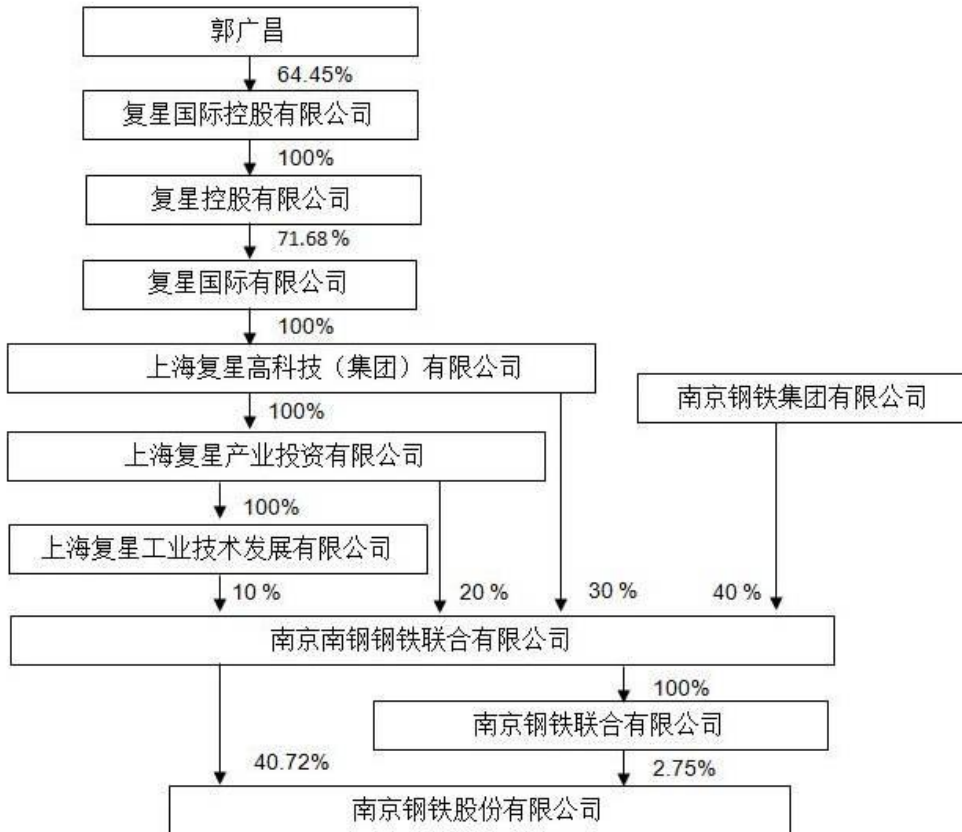 郭广昌
64.45%
复星国际控股有限公司
100%
复星控股有限公司
71.68%
复星国际有限公司
100%
上海复星高科技（集团）有限公司
南京钢铁集团有限公司
100%
上海复星产业投资有限公司
100%
上海复星工业技术发展有限公司
10 %
20 %
30 %
40 %
南京南钢钢铁联合有限公司
100%
南京钢铁联合有限公司
40.72%
2.75%
南京钢铁股份有限公司